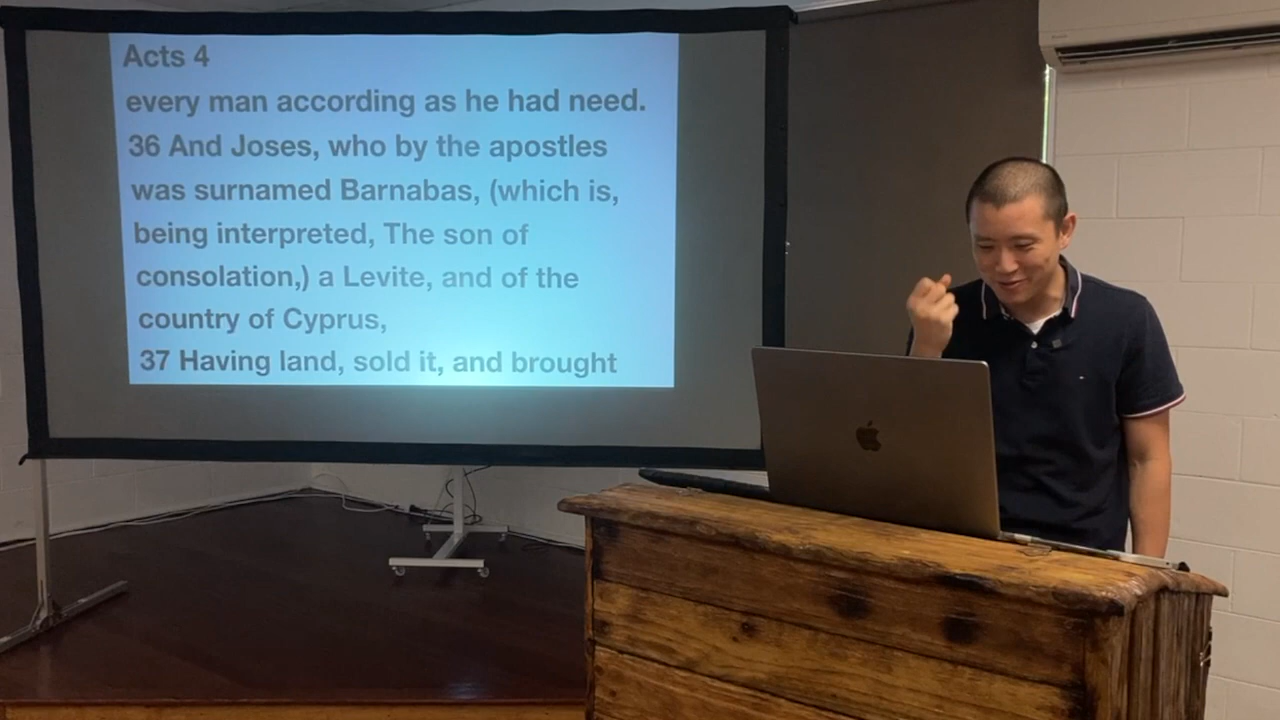 Acts 4
every man according as he had need.
36 And Joses, who by the apostles
was surnamed Barnabas, (which is,
being interpreted, The son of
consolation,) a Levite, and of the
country of Cyprus,
37 Having land, sold it, and brought